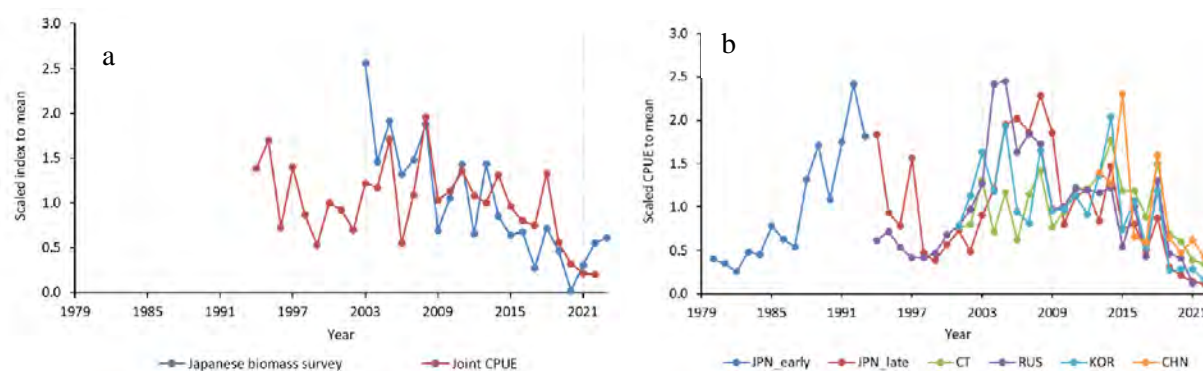 a
Scaled index to mean
3.0
2.5
2.0
1.5
1.0
0.5
0.0
1979 1985 1991 1997 2003 2009 2015 2021
Year
Japanese biomass survey Joint CPUE
b
Scaled CPUE to mean
3.0
2.5
2.0
1.5
1.0
0.5
0.0
1979 1985 1991 1997 2003 2009 2015 2021
Year
JPN_early JPN_late CT RUS KOR CHN